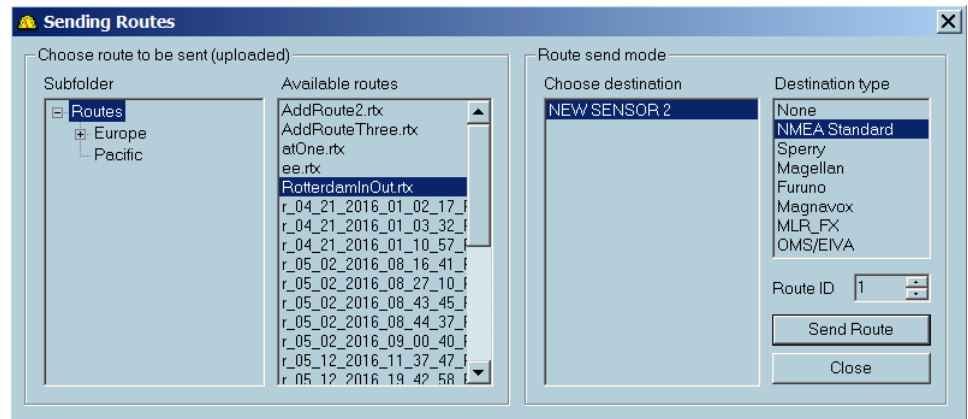 Sending Routes
Choose route to be sent (uploaded)
Subfolder
Routes
Europe
Pacific
Available routes
AddRoute2.rtx
AddRouteThree.rtx
atOne.rtx
ee.rtx
RotterdamInOut.rtx
r_04_21_2016_01_02_17_
r_04_21_2016_01_03_32_
r_04_21_2016_01_10_57_
r_05_02_2016_08_16_41_
r_05_02_2016_08_27_10_
r_05_02_2016_08_43_45_
r_05_02_2016_08_44_37_
r_05_02_2016_09_00_40_
r_05_12_2016_11_37_47_
r_05_12_2016_19_42_58_
Route send mode
Choose destination
NEW SENSOR 2
Destination type
None
NMEA Standard
Sperry
Magellan
Furuno
Magnavox
MLR_FX
OMS/EIVA
Route ID 1
Send Route
Close